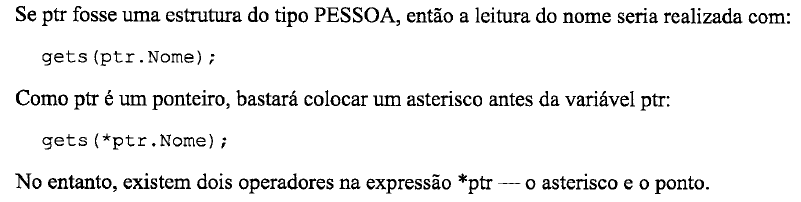 Se ptr fosse uma estrutura do tipo PESSOA, então a leitura do nome seria realizada com:
gets(ptr.Nome);
Como ptr é um ponteiro, bastará colocar um asterisco antes da variável ptr:
gets(*ptr.Nome);
No entanto, existem dois operadores na expressão *ptr — o asterisco e o ponto.